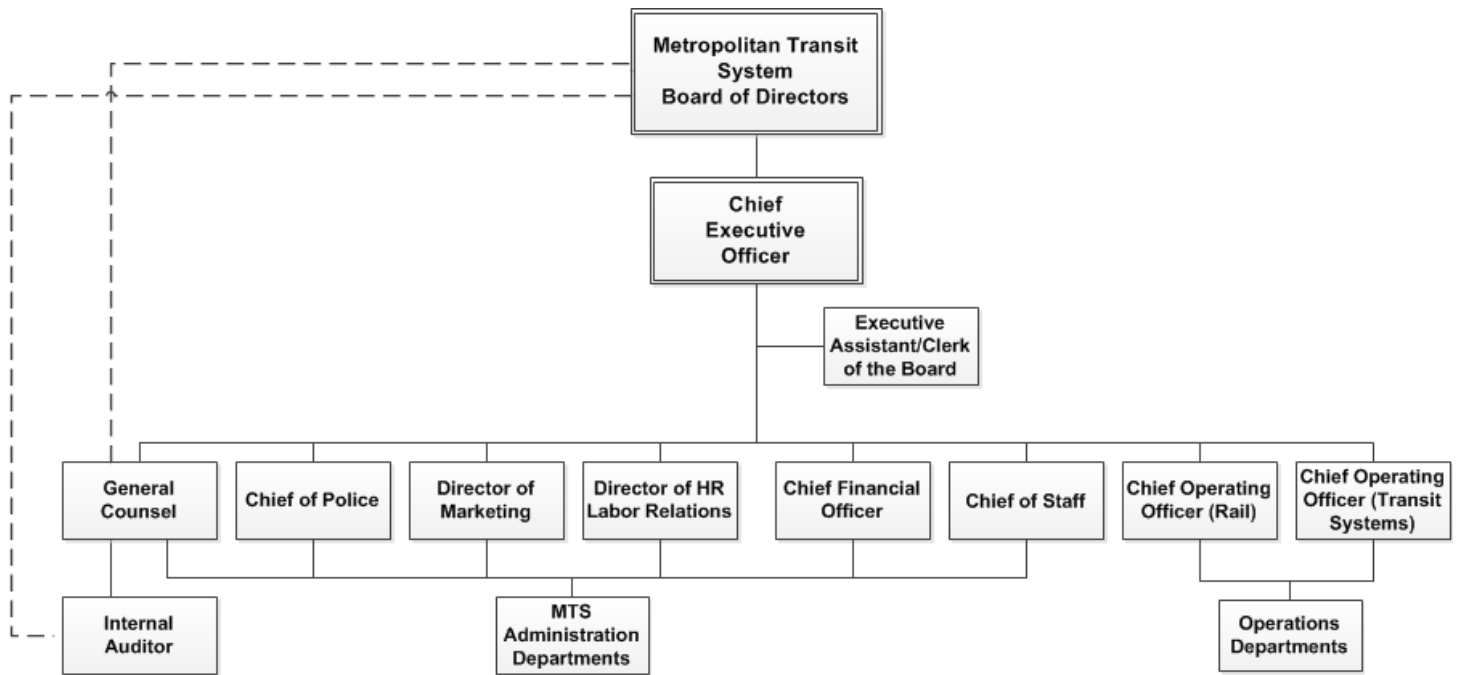 Metropolitan Transit
System
Board of Directors
Chief
Executive
Officer
Executive
Assistant/Clerk
of the Board
General
Counsel
Chief of Police
Director of
Marketing
Director of HR
Labor Relations
Chief Financial
Officer
Chief of Staff
Chief Operating
Officer (Rail)
Chief Operating
Officer (Transit
Systems)
Internal
Auditor
MTS
Administration
Departments
Operations
Departments